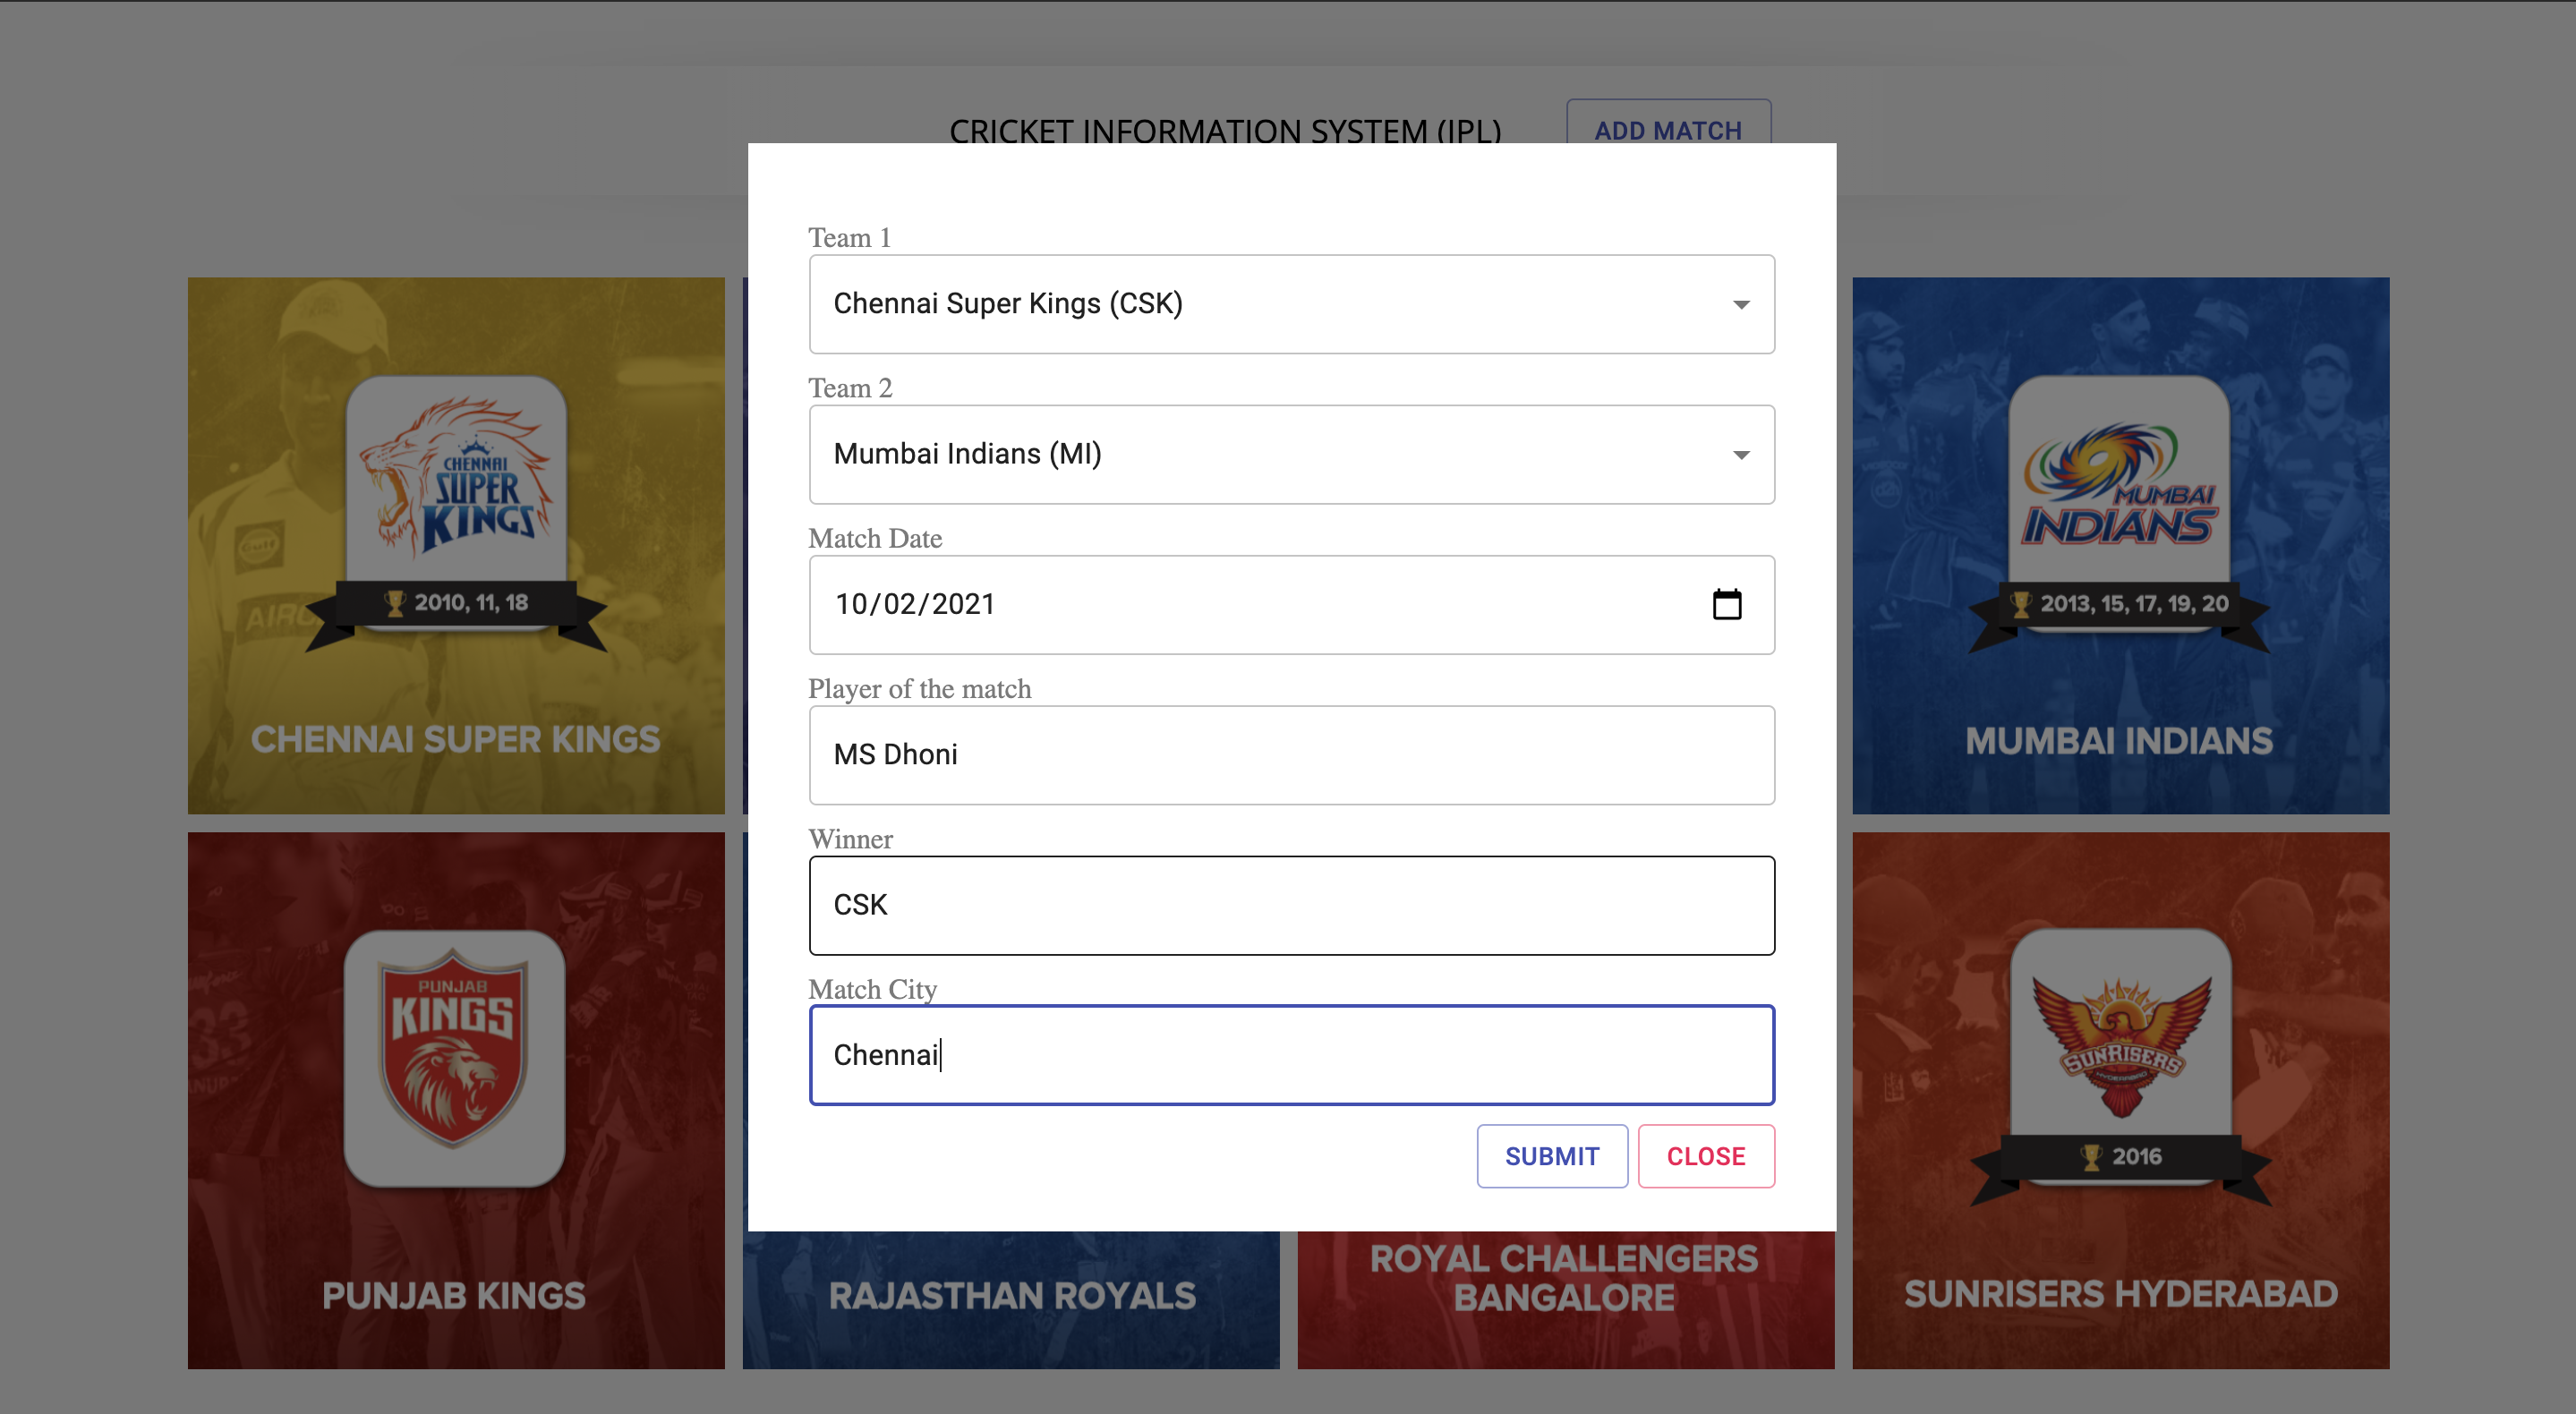 CRICKET INFORMATION SYSTEM (IPL)
ADD MATCH
Team 1
Chennai Super Kings (CSK)
Team 2
Mumbai Indians (MI)
Match Date
10/02/2021
Player of the match
MS Dhoni
Winner
CSK
Match City
Chennai
SUBMIT
CLOSE
CHENNAI
SUPER
KINGS
Gulf
2010, 11, 18
CHENNAI SUPER KINGS
MUMBAI
INDIANS
2013, 15, 17, 19, 20
MUMBAI INDIANS
PUNJAB
KINGS
33
PUNJAB KINGS
RAJASTHAN ROYALS
ROYAL CHALLENGERS
BANGALORE
SUNRISERS
HYDERABAD
2016
SUNRISERS HYDERABAD